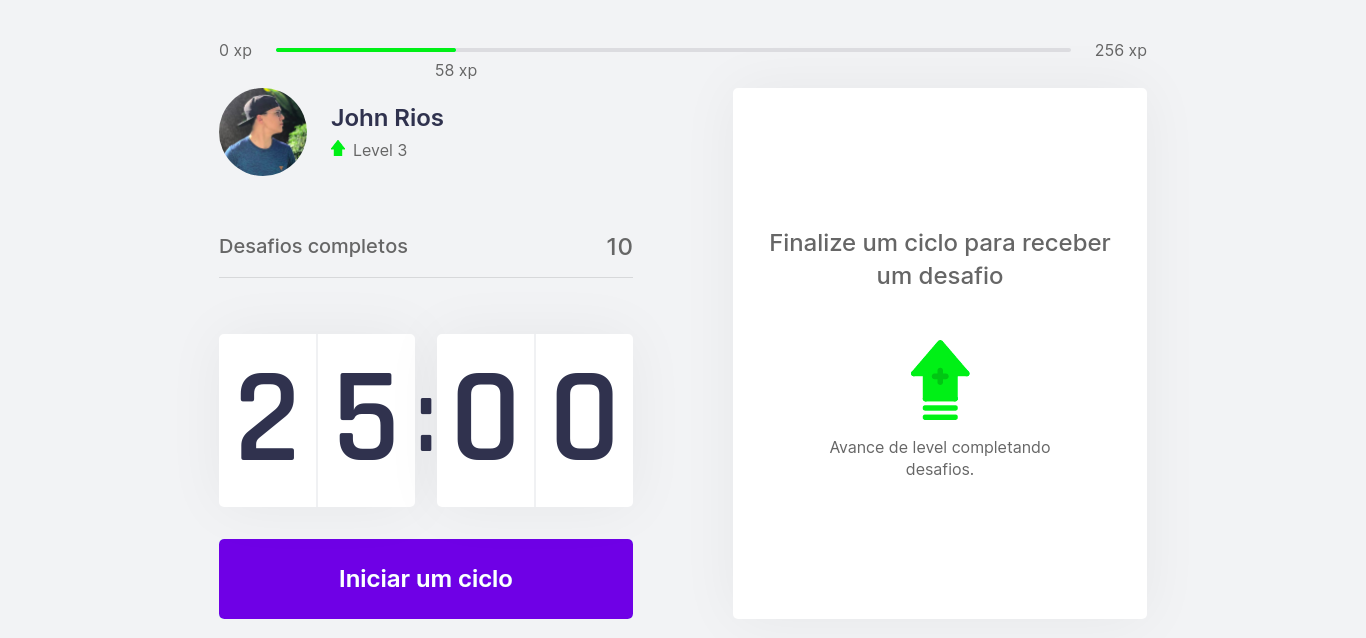 0 xp
256 xp
58 xp
John Rios
Level 3
Desafios completos 10
25:00
Iniciar um ciclo
Finalize um ciclo para receber
um desafio
Avance de level completando
desafios.